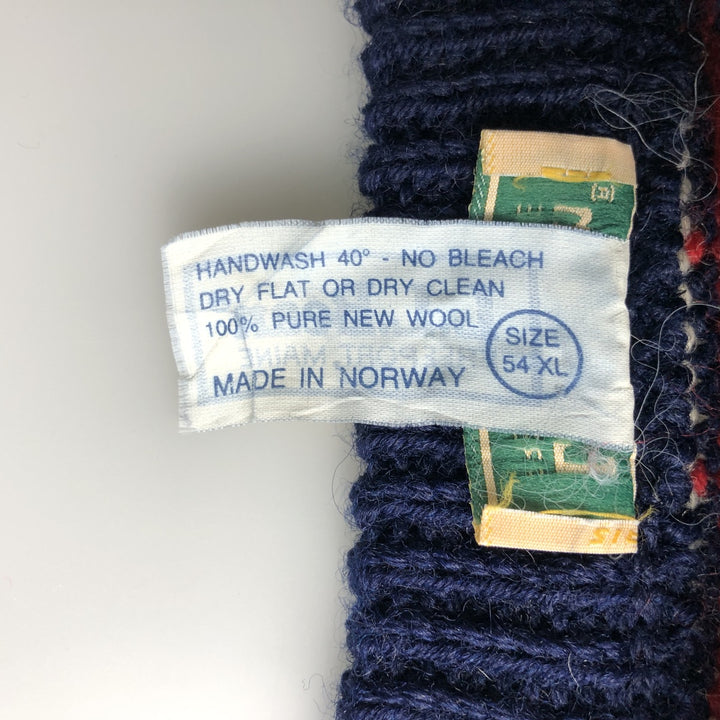 HANDWASH 40° - NO BLEACH
DRY FLAT OR DRY CLEAN
100% PURE NEW WOOL
MADE IN NORWAY
SIZE
54 XL